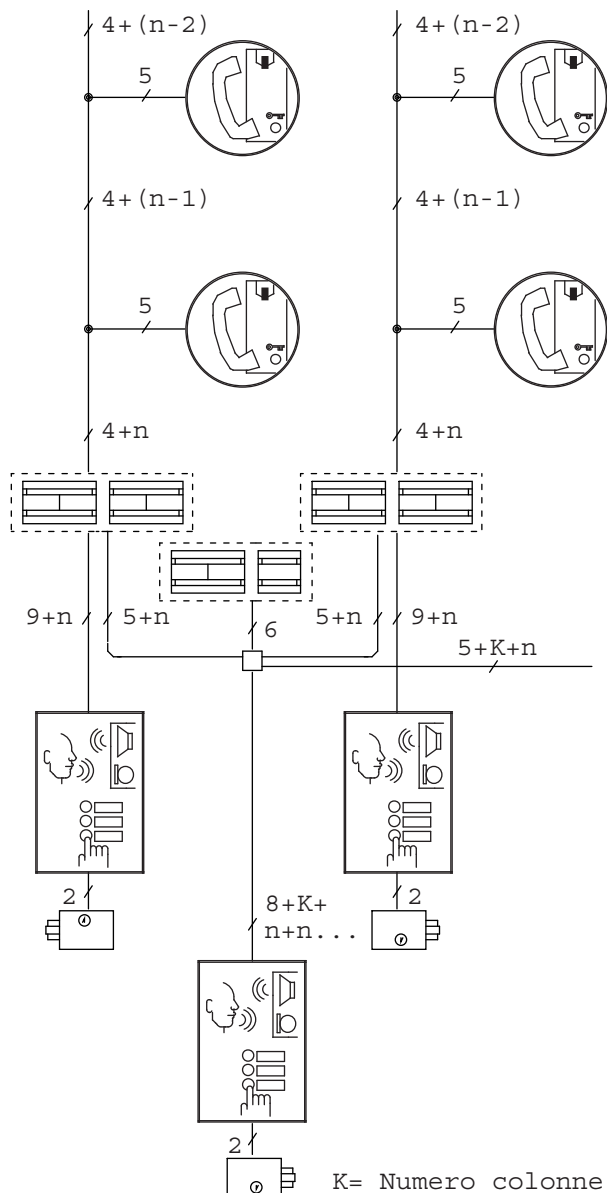 4+(n-2) 4+(n-2)
5 5
4+(n-1) 4+(n-1)
5 5
4+n 4+n
9+n 5+n 6 5+n 9+n
5+K+n
2 2
8+K+
n+n...
2
K= Numero colonne